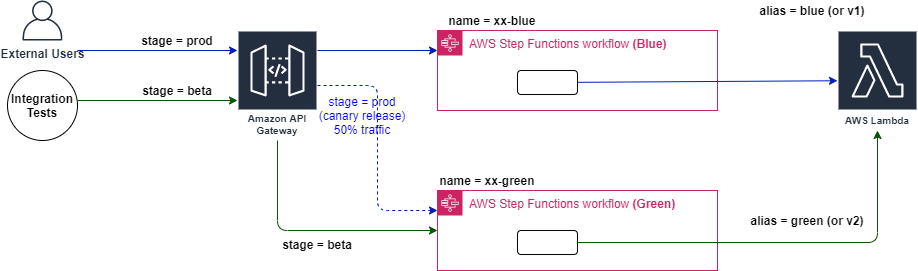 name = xx-blue
alias = blue (or v1)
External Users
stage = prod
AWS Step Functions workflow (Blue)
Integration
Tests
stage = beta
Amazon API
Gateway
stage = prod
(canary release)
50% traffic
AWS Lambda
name = xx-green
AWS Step Functions workflow (Green)
alias = green (or v2)
stage = beta